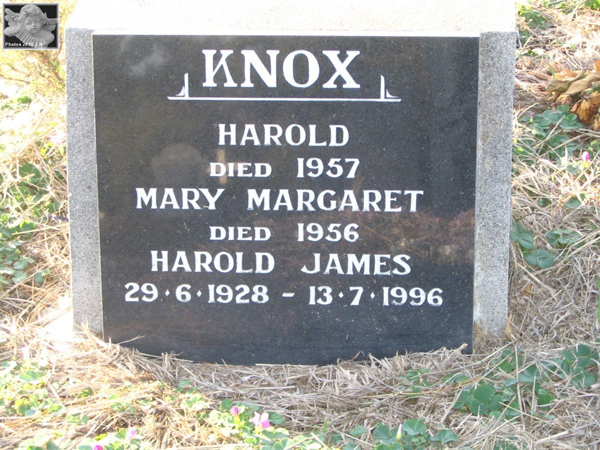 KNOX
HAROLD
DIED 1957
MARY MARGARET
DIED 1956
HAROLD JAMES
29·6·1928 - 13·7·1996